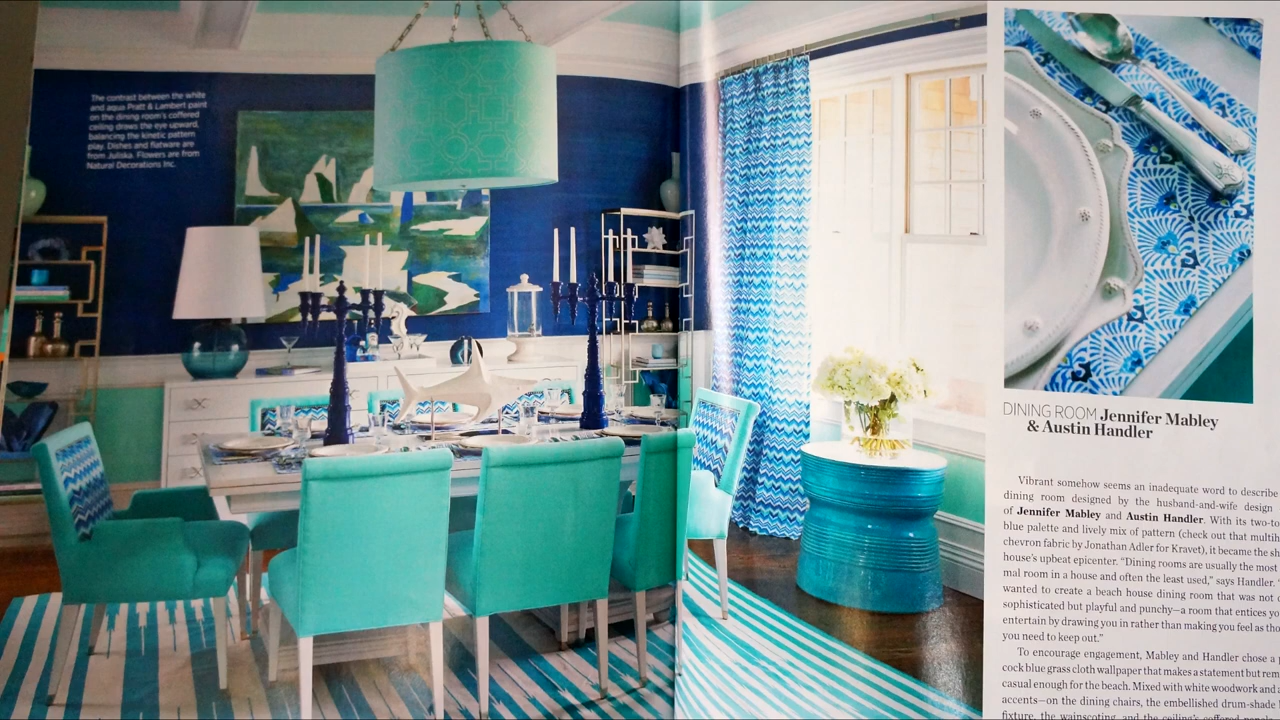 The contrast between the white
and aqua Pratt & Lambert paint
on the dining room's coffered
ceiling draws the eye upward,
balancing the kinetic pattern
play. Dishes and flatware are
from Juliska. Flowers are from
Natural Decorations Inc.
DINING ROOM Jennifer Mabley
& Austin Handler
Vibrant somehow seems an inadequate word to describe
dining room designed by the husband-and-wife design
of Jennifer Mabley and Austin Handler. With its two-t
blue palette and lively mix of pattern (check out that multih
chevron fabric by Jonathan Adler for Kravet), it became the sh
house's upbeat epicenter. "Dining rooms are usually the most
mal room in a house and often the least used," says Handler.
wanted to create a beach house dining room that was not
sophisticated but playful and punchy—a room that entices yo
entertain by drawing you in rather than making you feel as tho
you need to keep out."
To encourage engagement, Mabley and Handler chose a
cock blue grass cloth wallpaper that makes a statement but rem
casual enough for the beach. Mixed with white woodwork and
accents—on the dining chairs, the embellished drum-shade
fixture, the wainscoting, and the ceiling's coffered